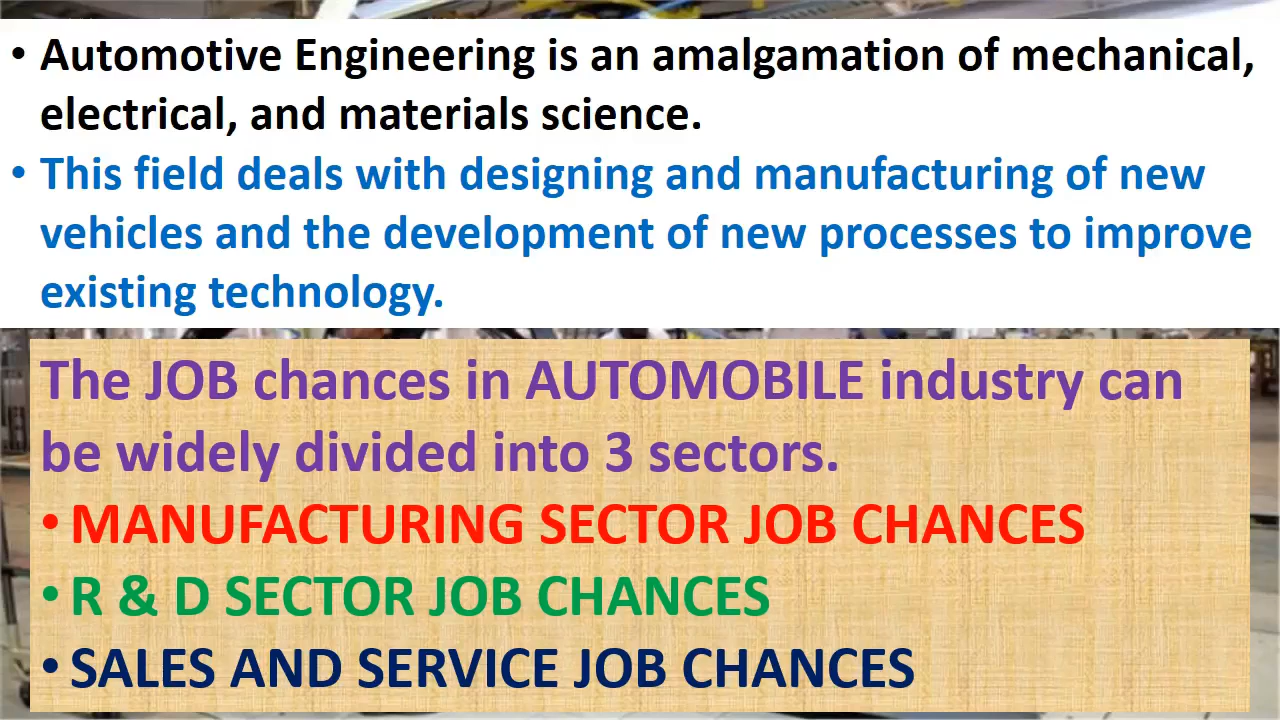 • Automotive Engineering is an amalgamation of mechanical,
electrical, and materials science.
• This field deals with designing and manufacturing of new
vehicles and the development of new processes to improve
existing technology.
The JOB chances in AUTOMOBILE industry can
be widely divided into 3 sectors.
• MANUFACTURING SECTOR JOB CHANCES
• R & D SECTOR JOB CHANCES
• SALES AND SERVICE JOB CHANCES